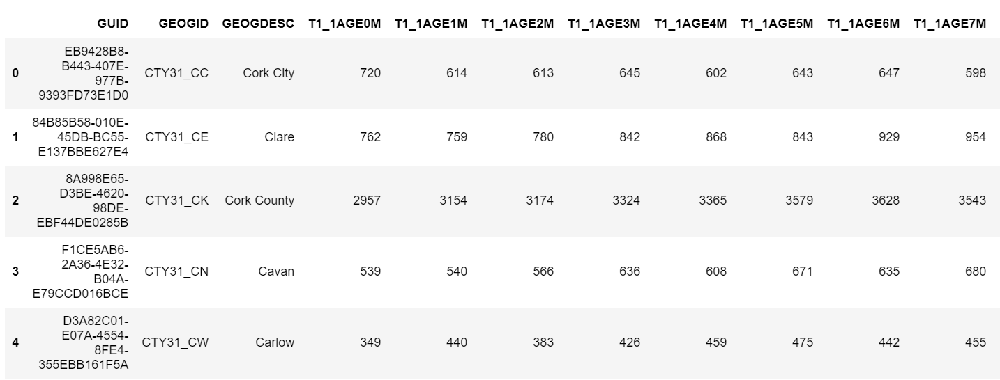 GUID GEOGID GEOGDESC T1_1AGE0M T1_1AGE1M T1_1AGE2M T1_1AGE3M T1_1AGE4M T1_1AGE5M T1_1AGE6M T1_1AGE7M
EB9428B8-
B443-407E-
0 977B- CTY31_CC Cork City 720 614 613 645 602 643 647 598
9393FD73E1D0
84B85B58-010E-
1 45DB-BC55- CTY31_CE Clare 762 759 780 842 868 843 929 954
E137BBE627E4
8A998E65-
D3BE-4620-
2 98DE- CTY31_CK Cork County 2957 3154 3174 3324 3365 3579 3628 3543
EBF44DE0285B
F1CE5AB6-
2A36-4E32-
3 B04A- CTY31_CN Cavan 539 540 566 636 608 671 635 680
E79CCD016BCE
D3A82C01-
E07A-4554-
4 8FE4- CTY31_CW Carlow 349 440 383 426 459 475 442 455
355EBB161F5A